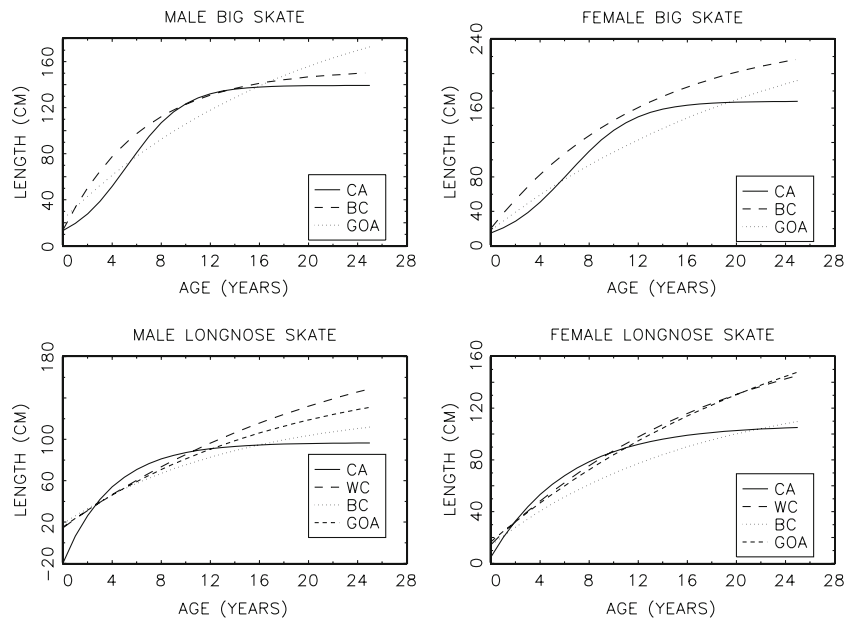 MALE BIG SKATE
LENGTH (CM)
0 40 80 120 160
0 4 8 12 16 20 24 28
AGE (YEARS)
CA
BC
GOA
FEMALE BIG SKATE
LENGTH (CM)
0 40 80 160 240
0 4 8 12 16 20 24 28
AGE (YEARS)
CA
BC
GOA
MALE LONGNOSE SKATE
LENGTH (CM)
−20 20 60 100 180
0 4 8 12 16 20 24 28
AGE (YEARS)
CA
WC
BC
GOA
FEMALE LONGNOSE SKATE
LENGTH (CM)
0 40 80 120 160
0 4 8 12 16 20 24 28
AGE (YEARS)
CA
WC
BC
GOA